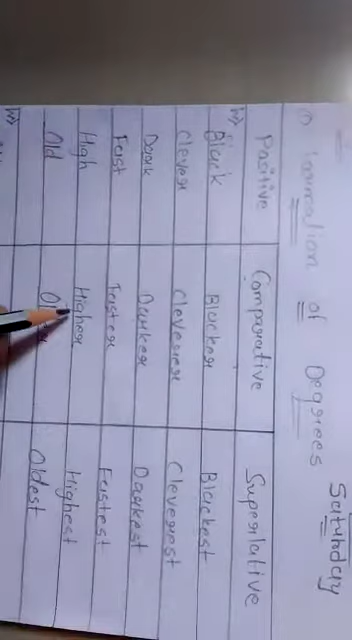 Saturday
① Formation of Degrees
Positive Comparative Superlative
Black Blacker Blackest
Clever Cleverer Cleverest
Dark Darker Darkest
Fast Faster Fastest
High Higher Highest
Old Oldest